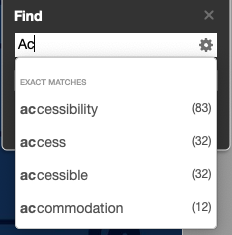 Find
Ac
EXACT MATCHES
accessibility (83)
access (32)
accessible (32)
accommodation (12)